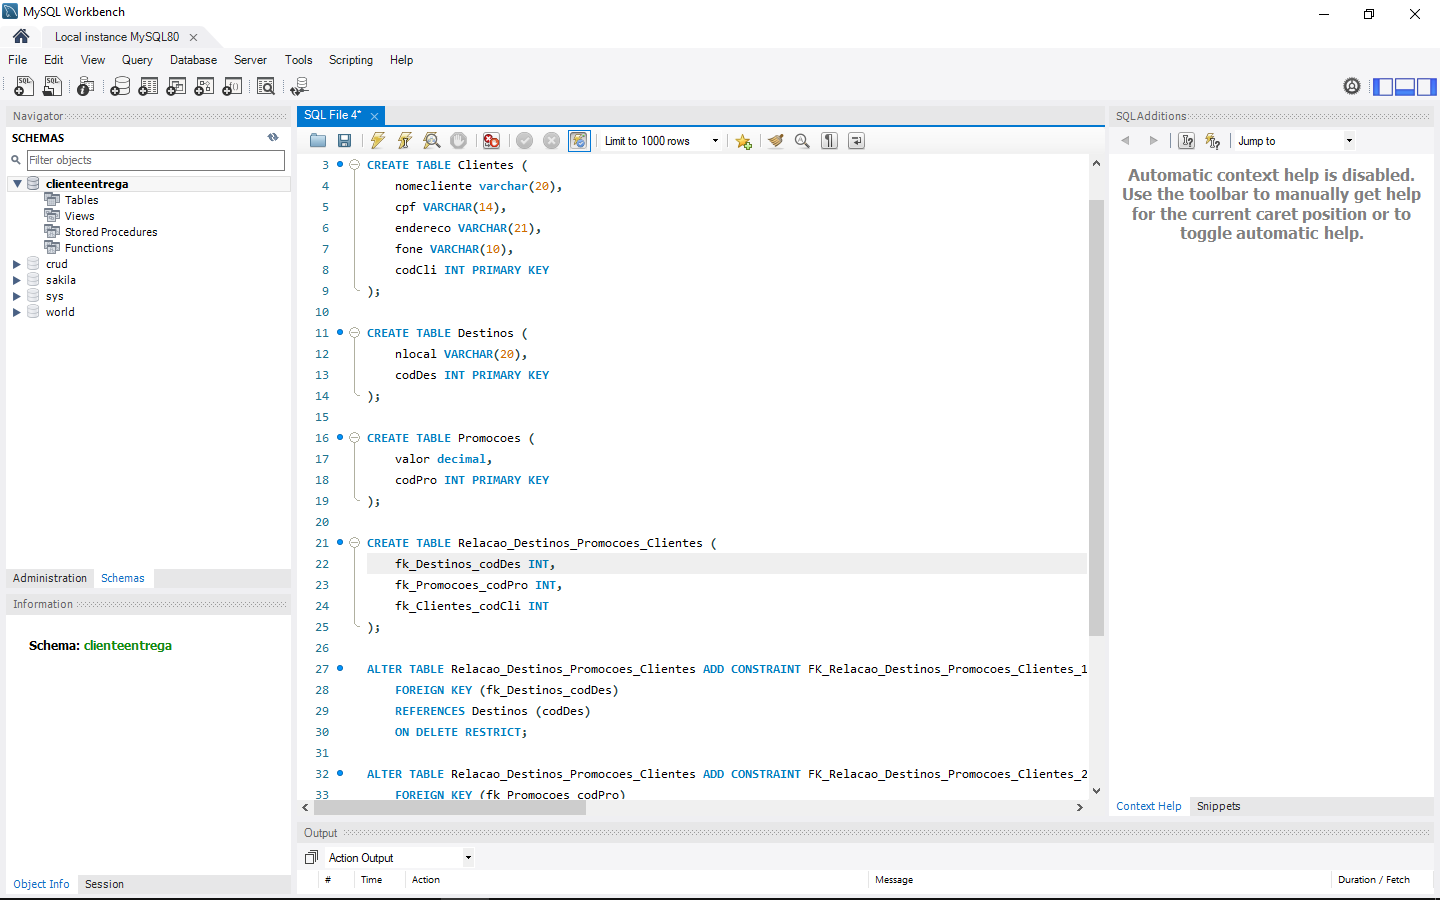 MySQL Workbench
Local instance MySQL80
File Edit View Query Database Server Tools Scripting Help
Navigator
SCHEMAS
Filter objects
clienteentrega
Tables
Views
Stored Procedures
Functions
crud
sakila
sys
world
Administration Schemas
Information
Schema: clienteentrega
Object Info Session
SQL File 4*
Limit to 1000 rows
3 CREATE TABLE Clientes (
4 nomecliente varchar(20),
5 cpf VARCHAR(14),
6 endereco VARCHAR(21),
7 fone VARCHAR(10),
8 codCli INT PRIMARY KEY
9 );
10
11 CREATE TABLE Destinos (
12 nlocal VARCHAR(20),
13 codDes INT PRIMARY KEY
14 );
15
16 CREATE TABLE Promocoes (
17 valor decimal,
18 codPro INT PRIMARY KEY
19 );
20
21 CREATE TABLE Relacao_Destinos_Promocoes_Clientes (
22 fk_Destinos_codDes INT,
23 fk_Promocoes_codPro INT,
24 fk_Clientes_codCli INT
25 );
26
27 ALTER TABLE Relacao_Destinos_Promocoes_Clientes ADD CONSTRAINT FK_Relacao_Destinos_Promocoes_Clientes_1
28 FOREIGN KEY (fk_Destinos_codDes)
29 REFERENCES Destinos (codDes)
30 ON DELETE RESTRICT;
31
32 ALTER TABLE Relacao_Destinos_Promocoes_Clientes ADD CONSTRAINT FK_Relacao_Destinos_Promocoes_Clientes_2
33 FOREIGN KEY (fk_Promocoes_codPro)
SQLAdditions
Jump to
Automatic context help is disabled.
Use the toolbar to manually get help
for the current caret position or to
toggle automatic help.
Context Help Snippets
Output
Action Output
# Time Action Message Duration / Fetch